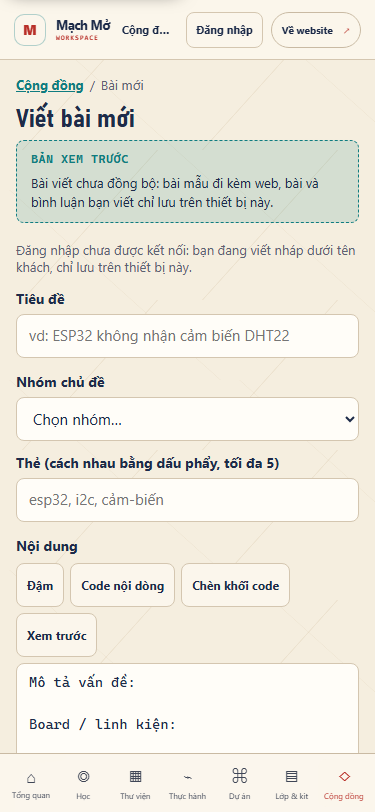 M
Mạch Mở
WORKSPACE
Cộng đ...
Đăng nhập
Về website ↗
Cộng đồng / Bài mới
Viết bài mới
BẢN XEM TRƯỚC
Bài viết chưa đồng bộ: bài mẫu đi kèm web, bài và
bình luận bạn viết chỉ lưu trên thiết bị này.
Đăng nhập chưa được kết nối: bạn đang viết nháp dưới tên
khách, chỉ lưu trên thiết bị này.
Tiêu đề
vd: ESP32 không nhận cảm biến DHT22
Nhóm chủ đề
Chọn nhóm...
Thẻ (cách nhau bằng dấu phẩy, tối đa 5)
esp32, i2c, cảm-biến
Nội dung
Đậm
Code nội dòng
Chèn khối code
Xem trước
Mô tả vấn đề:
Board / linh kiện:
Tổng quan
Học
Thư viện
Thực hành
Dự án
Lớp & kit
Cộng đồng